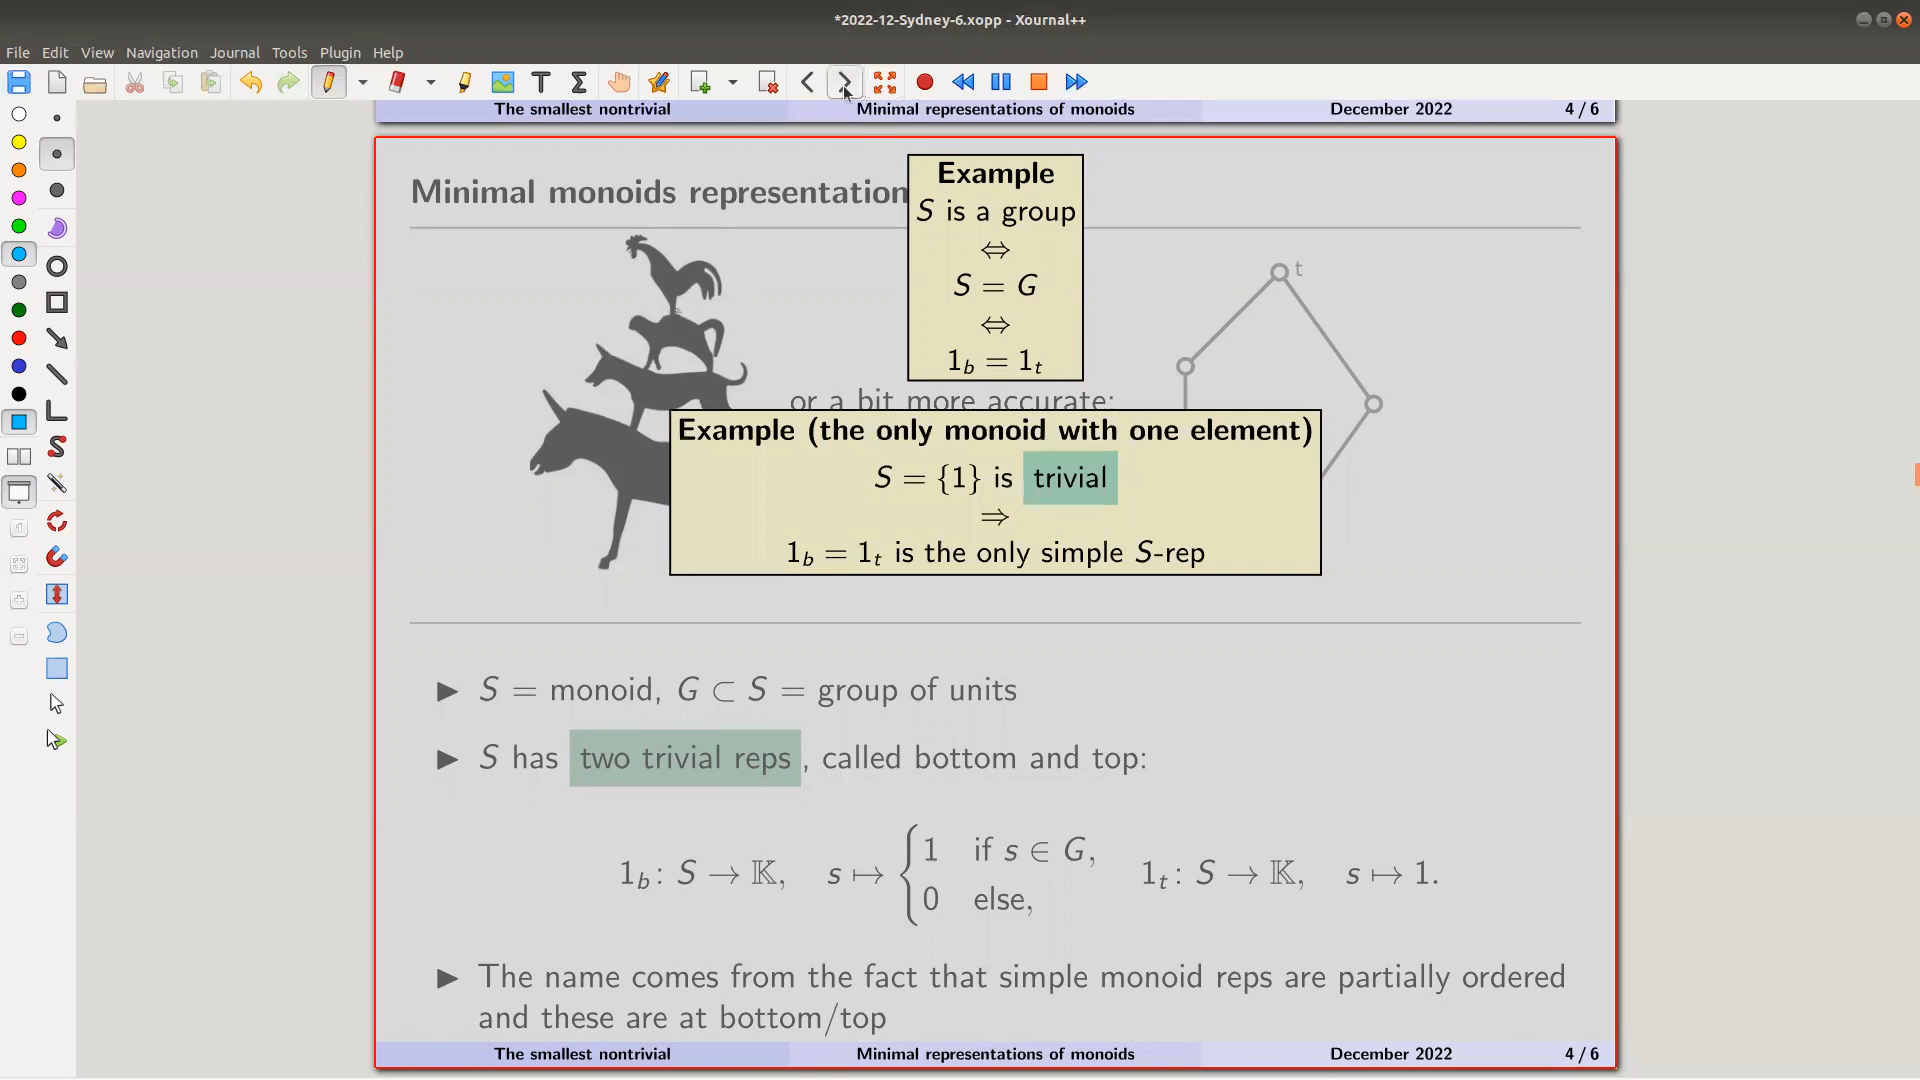 *2022-12-Sydney-6.xopp - Xournal++
File Edit View Navigation Journal Tools Plugin Help
The smallest nontrivial Minimal representations of monoids December 2022 4 / 6
Minimal monoids representation
Example
S is a group
⇔
S = G
⇔
1_b = 1_t
t
or a bit more accurate:
Example (the only monoid with one element)
S = {1} is trivial
⇒
1_b = 1_t is the only simple S-rep
▶ S = monoid, G ⊂ S = group of units
▶ S has two trivial reps, called bottom and top:
1_b: S → 𝕂, s ↦ { 1 if s ∈ G, 0 else, 1_t: S → 𝕂, s ↦ 1.
▶ The name comes from the fact that simple monoid reps are partially ordered
and these are at bottom/top
The smallest nontrivial Minimal representations of monoids December 2022 4 / 6